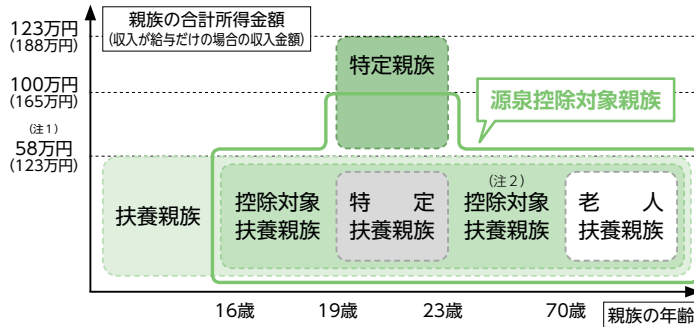 親族の合計所得金額
(収入が給与だけの場合の収入金額)
123万円
(188万円)
100万円
(165万円)
(注1)
58万円
(123万円)
特定親族
源泉控除対象親族
扶養親族
控除対象
扶養親族
特 定
扶養親族
(注2)
控除対象
扶養親族
老 人
扶養親族
16歳
19歳
23歳
70歳
親族の年齢